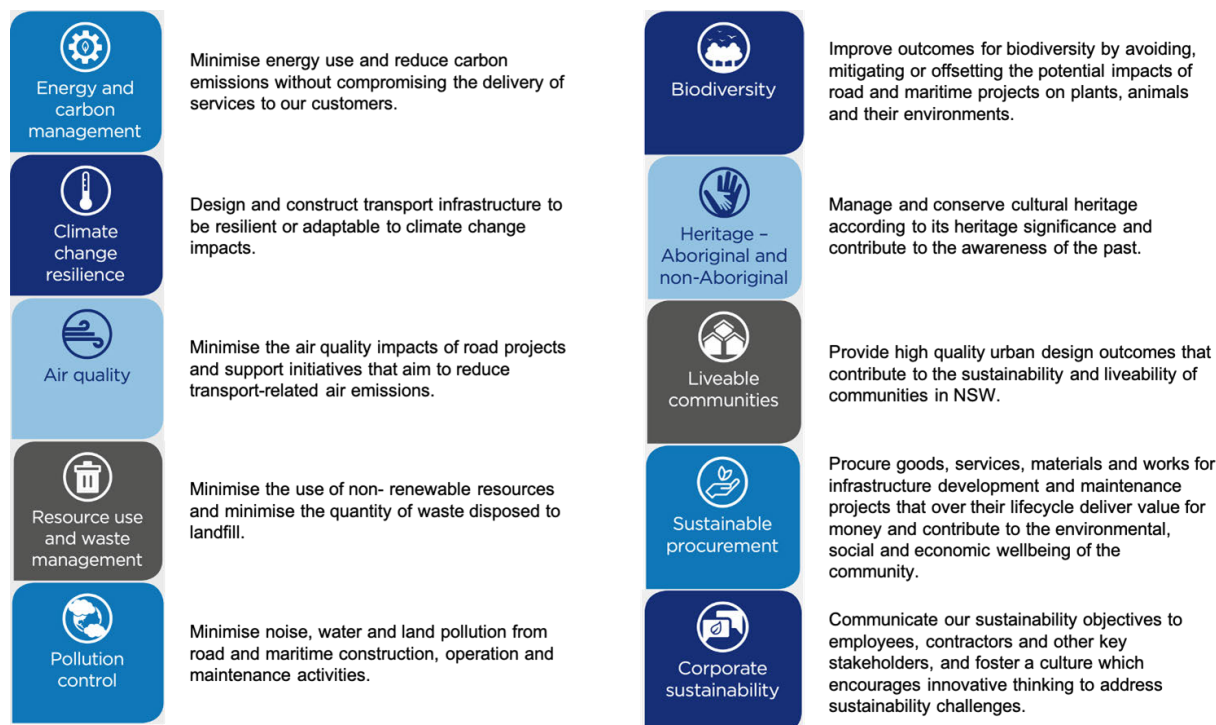 Energy and
carbon
management
Minimise energy use and reduce carbon
emissions without compromising the delivery of
services to our customers.
Climate
change
resilience
Design and construct transport infrastructure to
be resilient or adaptable to climate change
impacts.
Air quality
Minimise the air quality impacts of road projects
and support initiatives that aim to reduce
transport-related air emissions.
Resource use
and waste
management
Minimise the use of non- renewable resources
and minimise the quantity of waste disposed to
landfill.
Pollution
control
Minimise noise, water and land pollution from
road and maritime construction, operation and
maintenance activities.
Biodiversity
Improve outcomes for biodiversity by avoiding,
mitigating or offsetting the potential impacts of
road and maritime projects on plants, animals
and their environments.
Heritage –
Aboriginal and
non-Aboriginal
Manage and conserve cultural heritage
according to its heritage significance and
contribute to the awareness of the past.
Liveable
communities
Provide high quality urban design outcomes that
contribute to the sustainability and liveability of
communities in NSW.
Sustainable
procurement
Procure goods, services, materials and works for
infrastructure development and maintenance
projects that over their lifecycle deliver value for
money and contribute to the environmental,
social and economic wellbeing of the
community.
Corporate
sustainability
Communicate our sustainability objectives to
employees, contractors and other key
stakeholders, and foster a culture which
encourages innovative thinking to address
sustainability challenges.